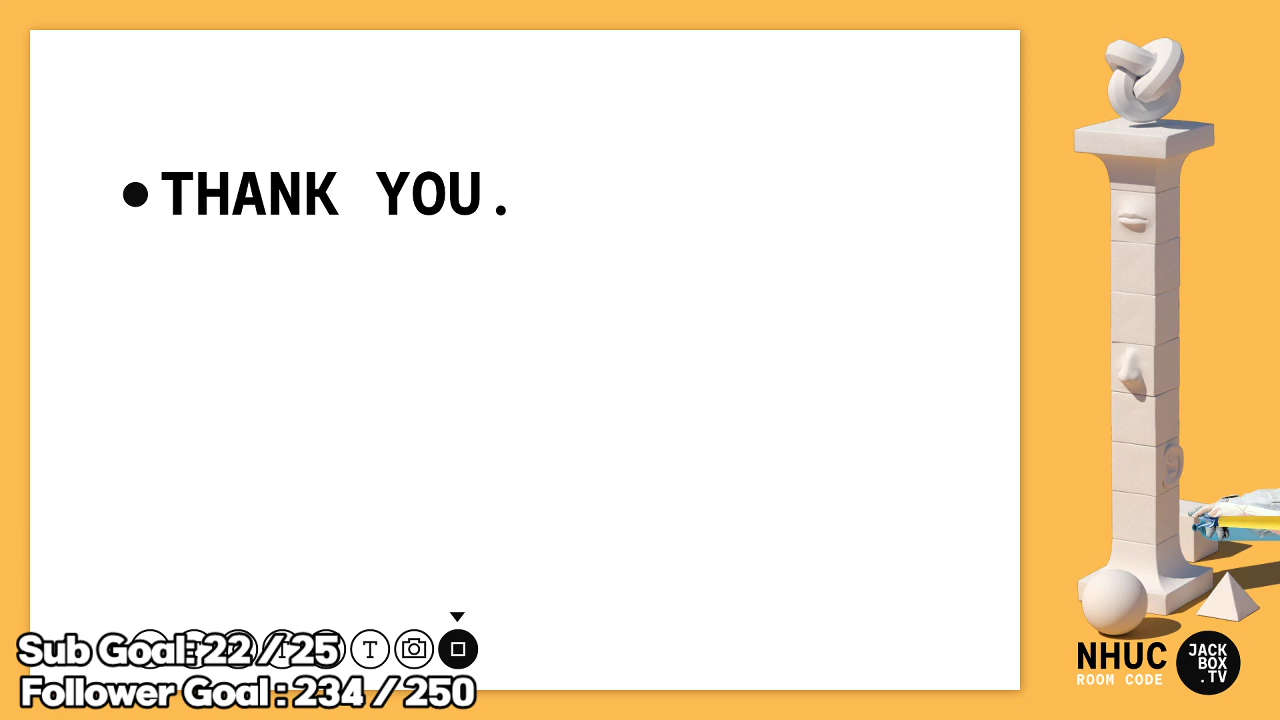 •THANK YOU.
T
Sub Goal: 22 / 25
Follower Goal : 234 / 250
NHUC
ROOM CODE
JACK
BOX
.TV